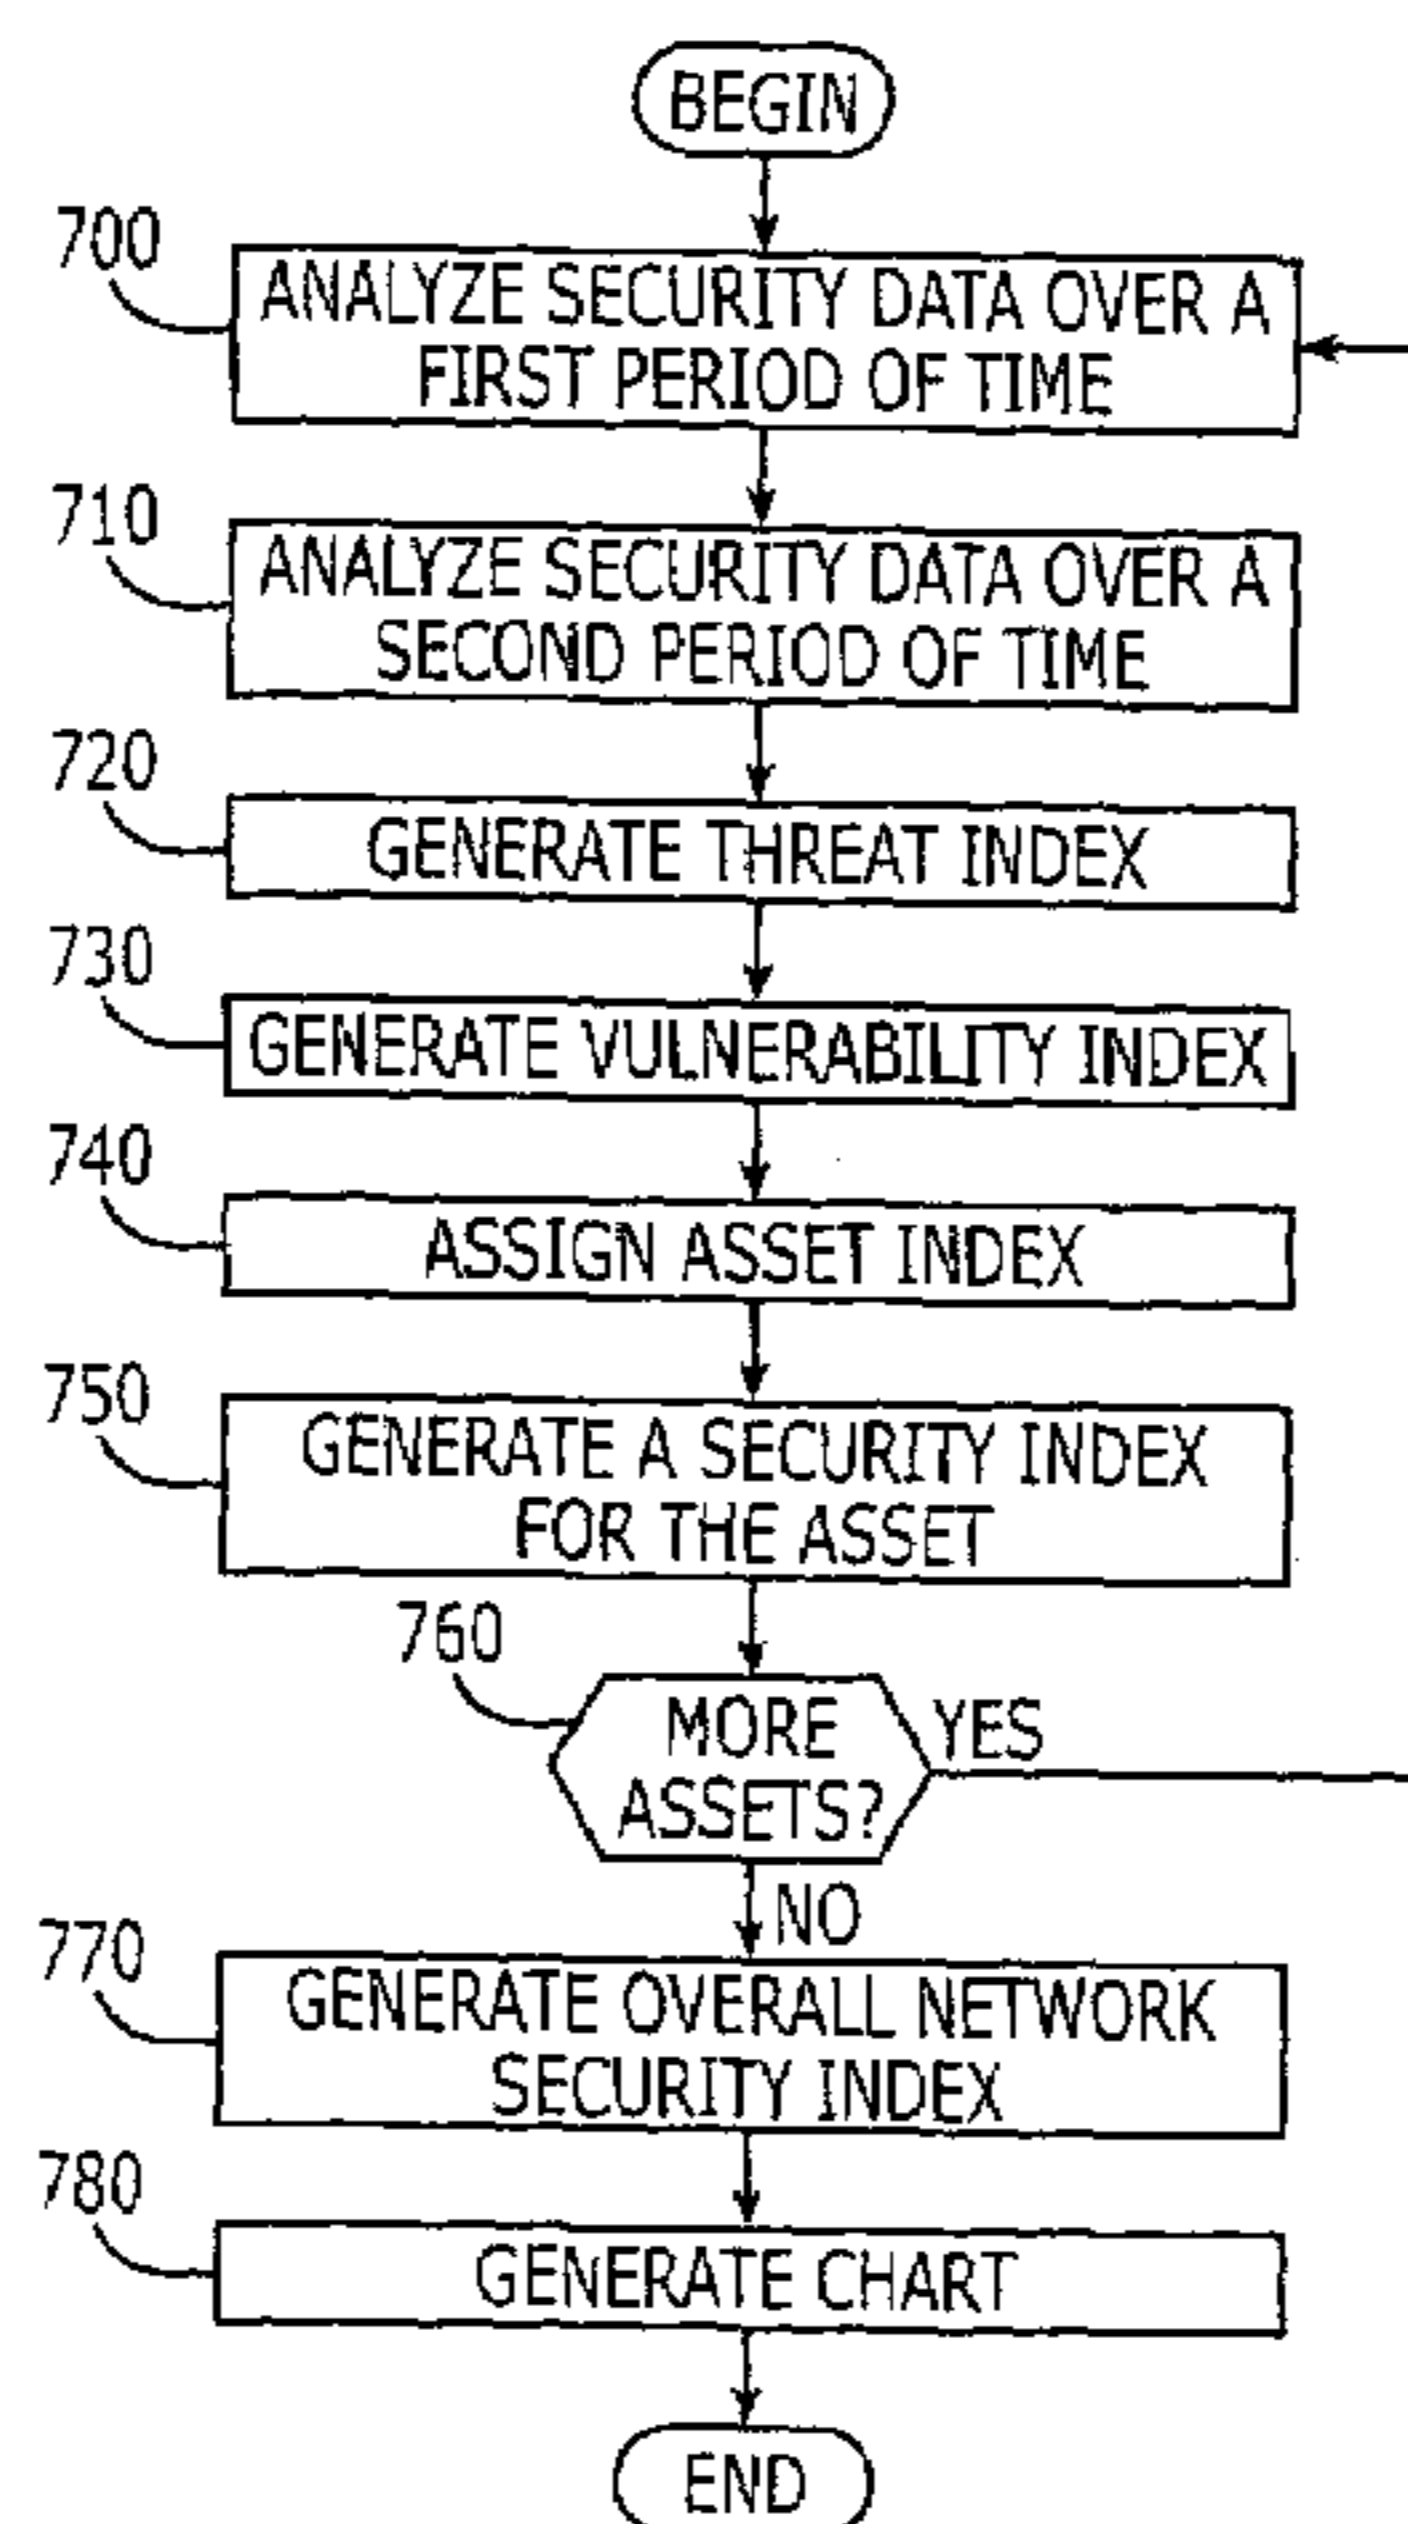 BEGIN
700
ANALYZE SECURITY DATA OVER A
FIRST PERIOD OF TIME
710
ANALYZE SECURITY DATA OVER A
SECOND PERIOD OF TIME
720
GENERATE THREAT INDEX
730
GENERATE VULNERABILITY INDEX
740
ASSIGN ASSET INDEX
750
GENERATE A SECURITY INDEX
FOR THE ASSET
760
MORE
ASSETS?
YES
NO
770
GENERATE OVERALL NETWORK
SECURITY INDEX
780
GENERATE CHART
END